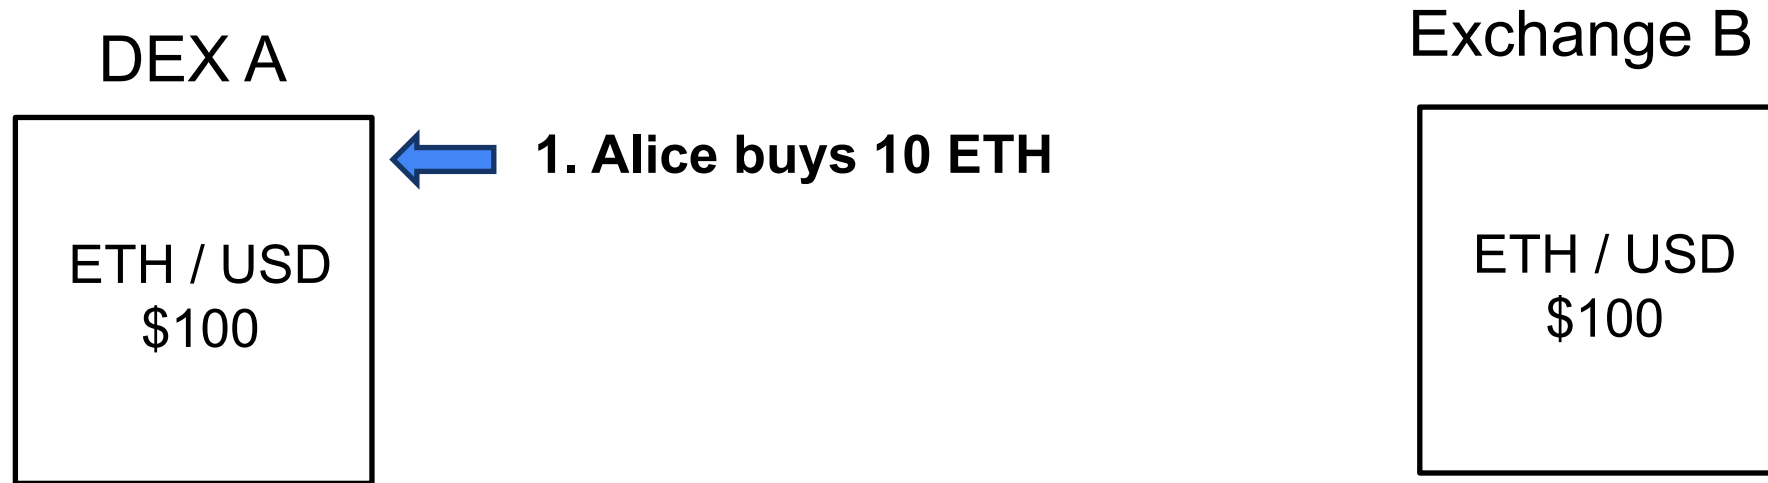 DEX A
ETH / USD
$100
1. Alice buys 10 ETH
Exchange B
ETH / USD
$100